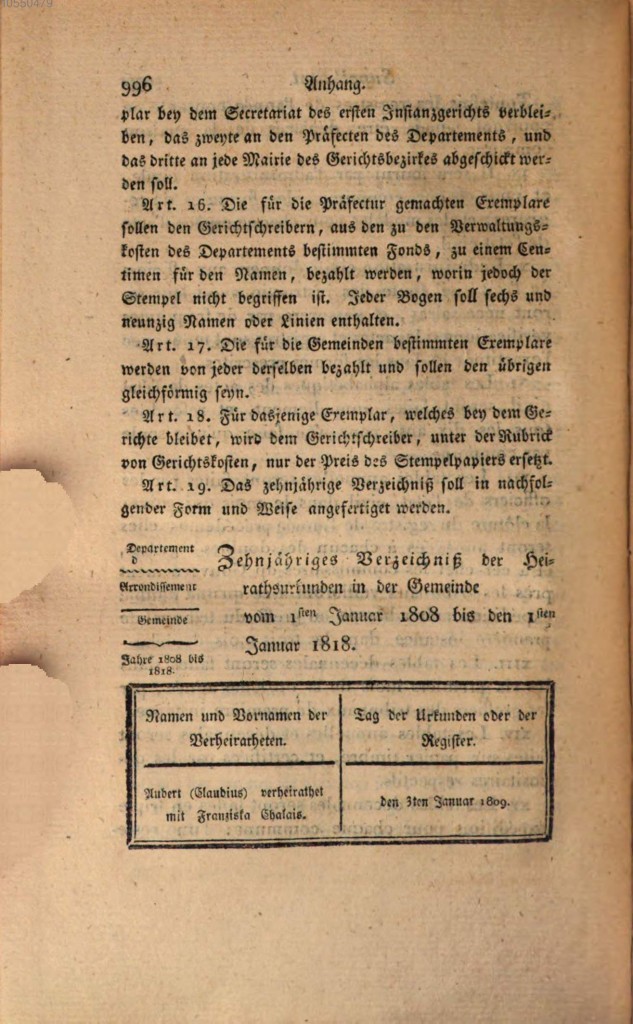 10550479
996 Anhang.
plar bey dem Secretariat des ersten Instanzgerichts verblei⸗
ben, das zweyte an den Präfecten des Departements, und
das dritte an jede Mairie des Gerichtsbezirkes abgeschickt wer⸗
den soll.
Art. 16. Die für die Präfectur gemachten Exemplare
sollen den Gerichtschreibern, aus den zu den Verwaltungs⸗
kosten des Departements bestimmten Fonds, zu einem Cen⸗
timen für den Namen, bezahlt werden, worin jedoch der
Stempel nicht begriffen ist. Jeder Bogen soll sechs und
neunzig Namen oder Linien enthalten.
Art. 17. Die für die Gemeinden bestimmten Exemplare
werden von jeder derselben bezahlt und sollen den übrigen
gleichförmig seyn.
Art. 18. Für dasjenige Exemplar, welches bey dem Ge⸗
richte bleibet, wird dem Gerichtschreiber, unter der Rubrick
von Gerichtskosten, nur der Preis des Stempelpapiers ersetzt.
Art. 19. Das zehnjährige Verzeichniß soll in nachfol⸗
gender Form und Weise angefertiget werden.
Departement
d
Arrondissement
Gemeinde
Jahre 1808 bis
1818.
Zehnjähriges Verzeichniß der Hei⸗
rathsurkunden in der Gemeinde
vom 1sten Januar 1808 bis den 1sten
Januar 1818.
Namen und Vornamen der
Verheiratheten.
Tag der Urkunden oder der
Register.
Aubert (Claudius) verheirathet
mit Franziska Chalais.
den 3ten Januar 1809.